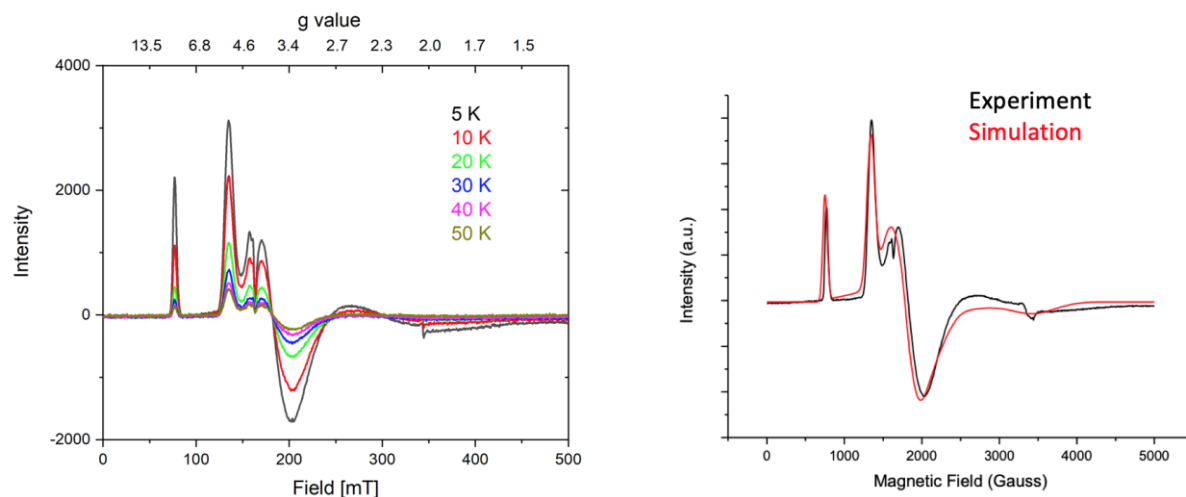 g value
13.5 6.8 4.6 3.4 2.7 2.3 2.0 1.7 1.5
4000
2000
0
-2000
Intensity
5 K
10 K
20 K
30 K
40 K
50 K
0 100 200 300 400 500
Field [mT]
Experiment
Simulation
Intensity (a.u.)
0 1000 2000 3000 4000 5000
Magnetic Field (Gauss)